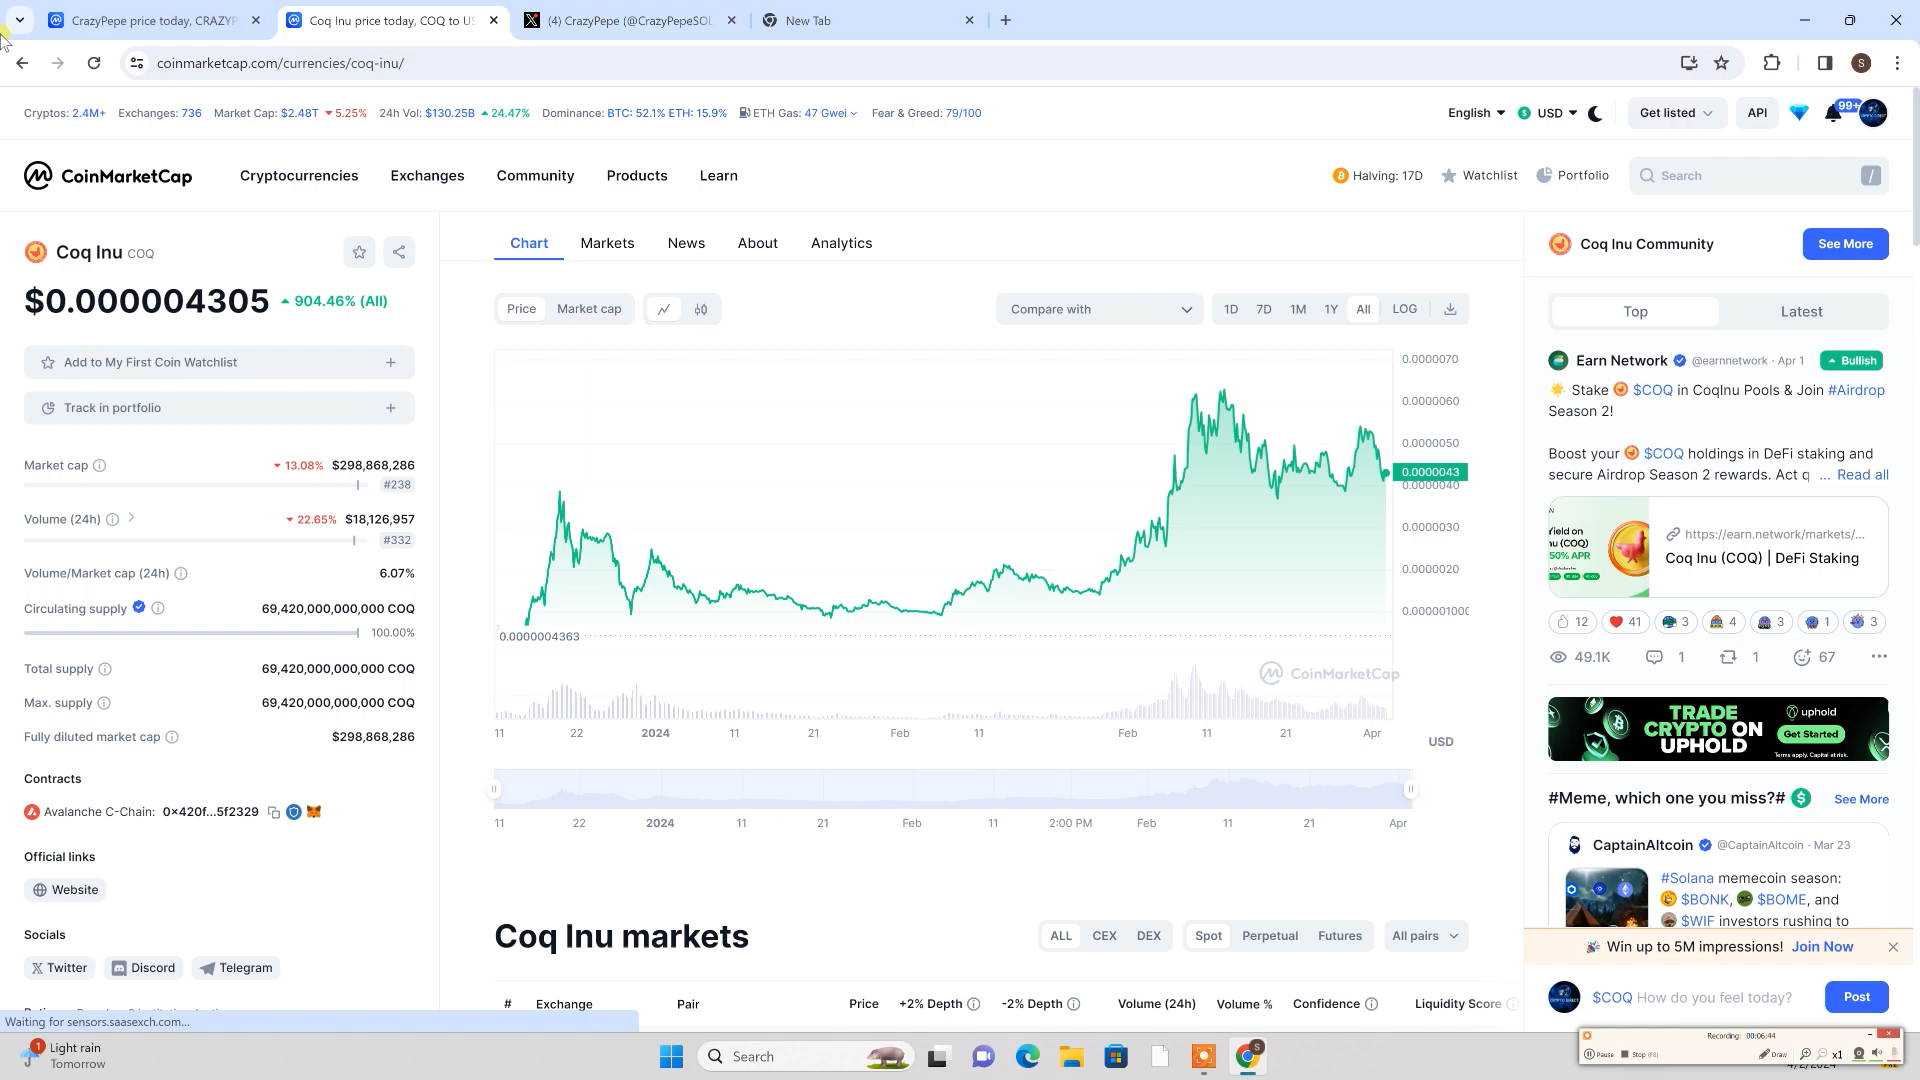 CrazyPepe price today, CRAZYP
Coq Inu price today, COQ to US
(4) CrazyPepe (@CrazyPepeSOL
New Tab
coinmarketcap.com/currencies/coq-inu/
S
Cryptos: 2.4M+ Exchanges: 736 Market Cap: $2.48T 5.25% 24h Vol: $130.25B 24.47% Dominance: BTC: 52.1% ETH: 15.9% ETH Gas: 47 Gwei Fear & Greed: 79/100
English USD Get listed API 99+
CoinMarketCap
Cryptocurrencies Exchanges Community Products Learn
Halving: 17D Watchlist Portfolio Search /
Coq Inu COQ
$0.000004305 904.46% (All)
Add to My First Coin Watchlist +
Track in portfolio +
Market cap 13.08% $298,868,286
#238
Volume (24h) 22.65% $18,126,957
#332
Volume/Market cap (24h) 6.07%
Circulating supply 69,420,000,000,000 COQ
100.00%
Total supply 69,420,000,000,000 COQ
Max. supply 69,420,000,000,000 COQ
Fully diluted market cap $298,868,286
Contracts
Avalanche C-Chain: 0x420f...5f2329
Official links
Website
Socials
Twitter Discord Telegram
Waiting for sensors.saasexch.com...
Chart Markets News About Analytics
Price Market cap Compare with 1D 7D 1M 1Y All LOG
0.0000070
0.0000060
0.0000050
0.0000043
0.0000040
0.0000030
0.0000020
0.000001000
0.0000004363
CoinMarketCap
11 22 2024 11 21 Feb 11 Feb 11 21 Apr
USD
11 22 2024 11 21 Feb 11 2:00 PM Feb 11 21 Apr
Coq Inu markets
ALL CEX DEX Spot Perpetual Futures All pairs
# Exchange Pair Price +2% Depth -2% Depth Volume (24h) Volume % Confidence Liquidity Score
Coq Inu Community See More
Top Latest
Earn Network @earnnetwork · Apr 1 Bullish
Stake $COQ in CoqInu Pools & Join #Airdrop
Season 2!
Boost your $COQ holdings in DeFi staking and
secure Airdrop Season 2 rewards. Act q ... Read all
https://earn.network/markets/...
Coq Inu (COQ) | DeFi Staking
12 41 3 4 3 1 3
49.1K 1 1 67
TRADE
CRYPTO ON
UPHOLD
uphold
Get Started
Terms apply. Capital at risk.
#Meme, which one you miss?# See More
CaptainAltcoin @CaptainAltcoin · Mar 23
#Solana memecoin season:
$BONK, $BOME, and
$WIF investors rushing to
Win up to 5M impressions! Join Now
$COQ How do you feel today? Post
Recording: 00:06:44
Pause Stop (F8) Draw x1
1
Light rain
Tomorrow
Search
S